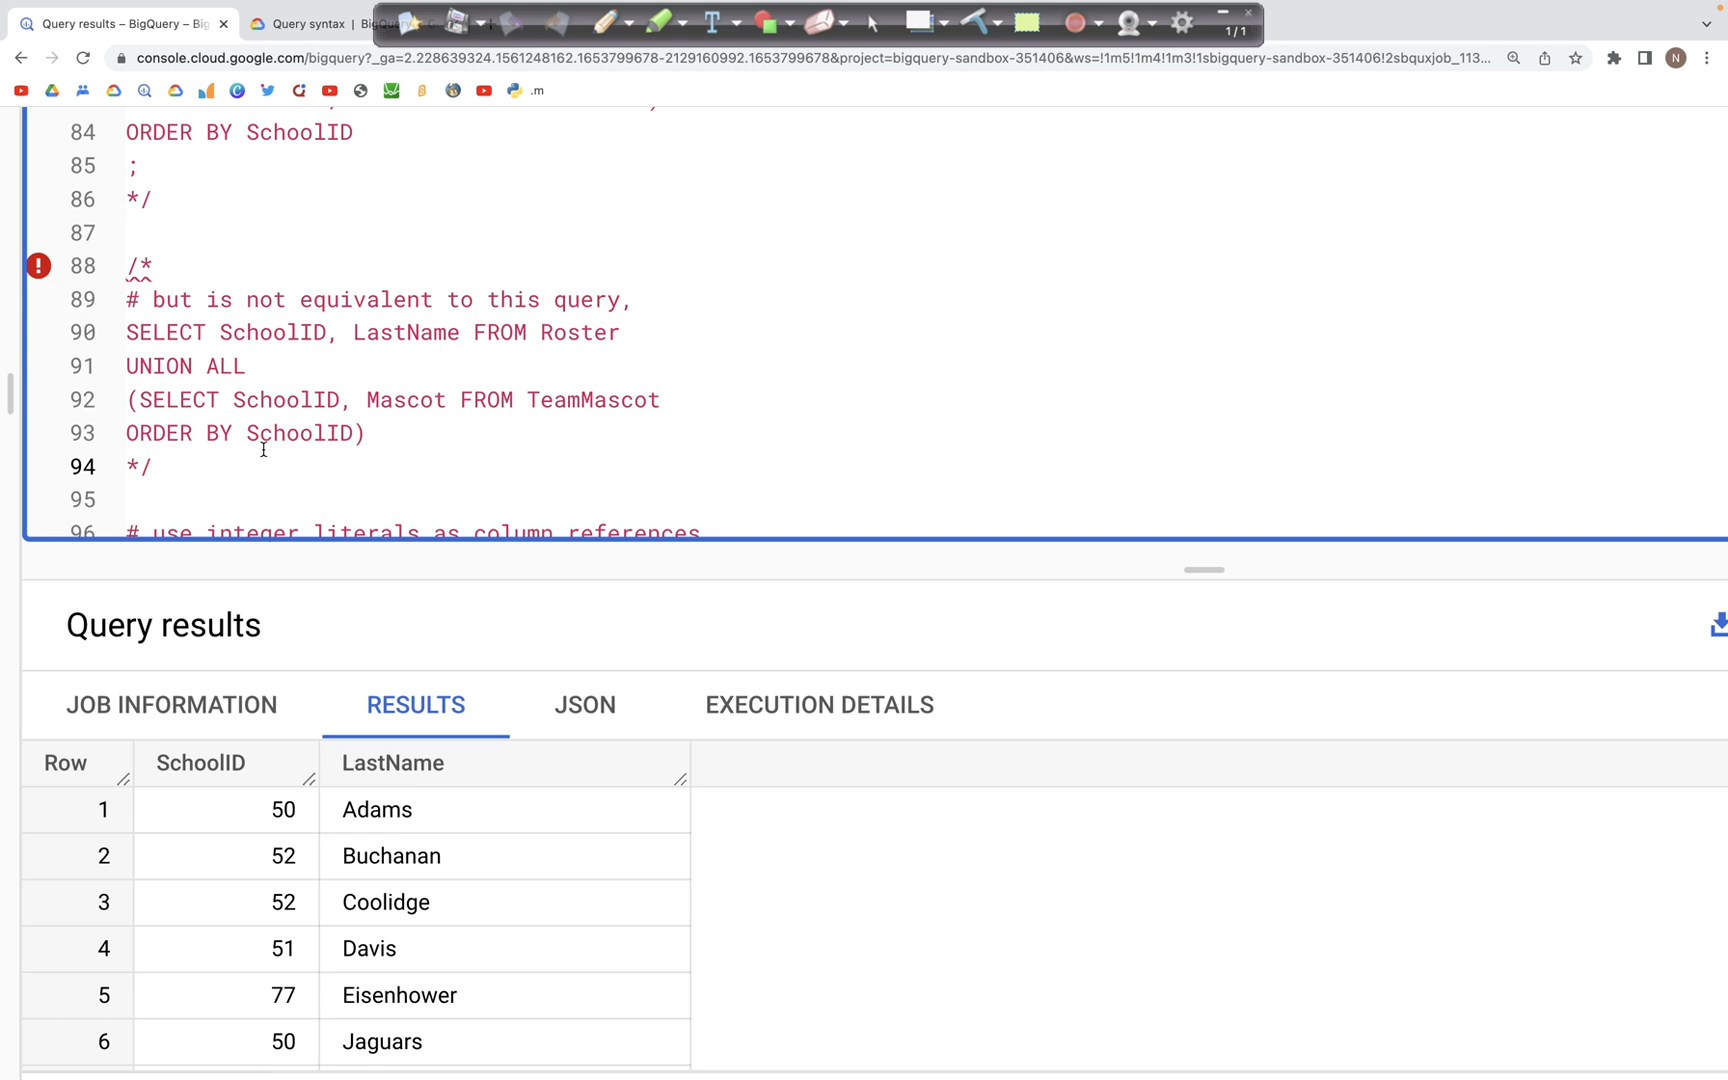 Query results – BigQuery – Big
Query syntax | BigQu
1/1
console.cloud.google.com/bigquery?_ga=2.228639324.1561248162.1653799678-2129160992.1653799678&project=bigquery-sandbox-351406&ws=!1m5!1m4!1m3!1sbigquery-sandbox-351406!2sbquxjob_113...
N
.m
84 ORDER BY SchoolID
85 ;
86 */
87
88 /*
89 # but is not equivalent to this query,
90 SELECT SchoolID, LastName FROM Roster
91 UNION ALL
92 (SELECT SchoolID, Mascot FROM TeamMascot
93 ORDER BY SchoolID)
94 */
95
96 # use integer literals as column references
Query results
JOB INFORMATION RESULTS JSON EXECUTION DETAILS
Row SchoolID LastName
1 50 Adams
2 52 Buchanan
3 52 Coolidge
4 51 Davis
5 77 Eisenhower
6 50 Jaguars